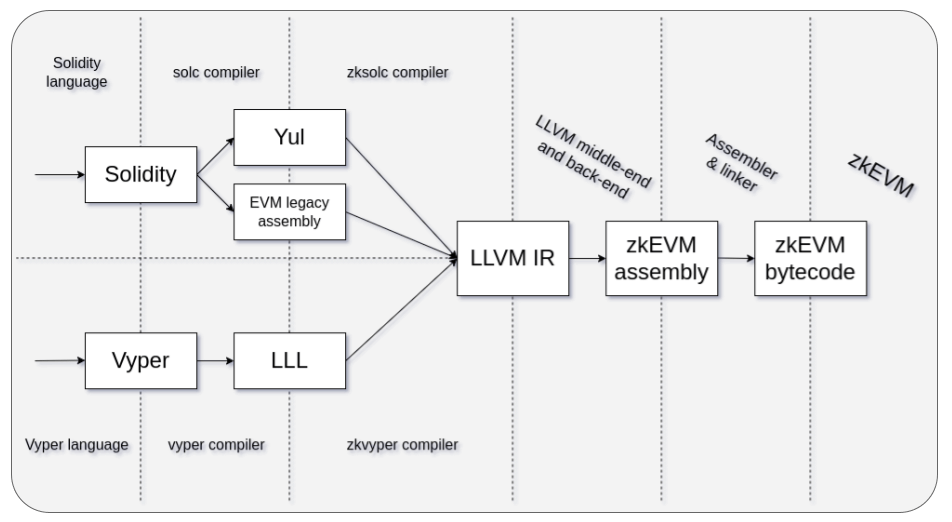 Solidity
language
solc compiler
zksolc compiler
Yul
LLVM middle-end
and back-end
Assembler
& linker
zkEVM
Solidity
EVM legacy
assembly
LLVM IR
zkEVM
assembly
zkEVM
bytecode
Vyper
LLL
Vyper language
vyper compiler
zkvyper compiler